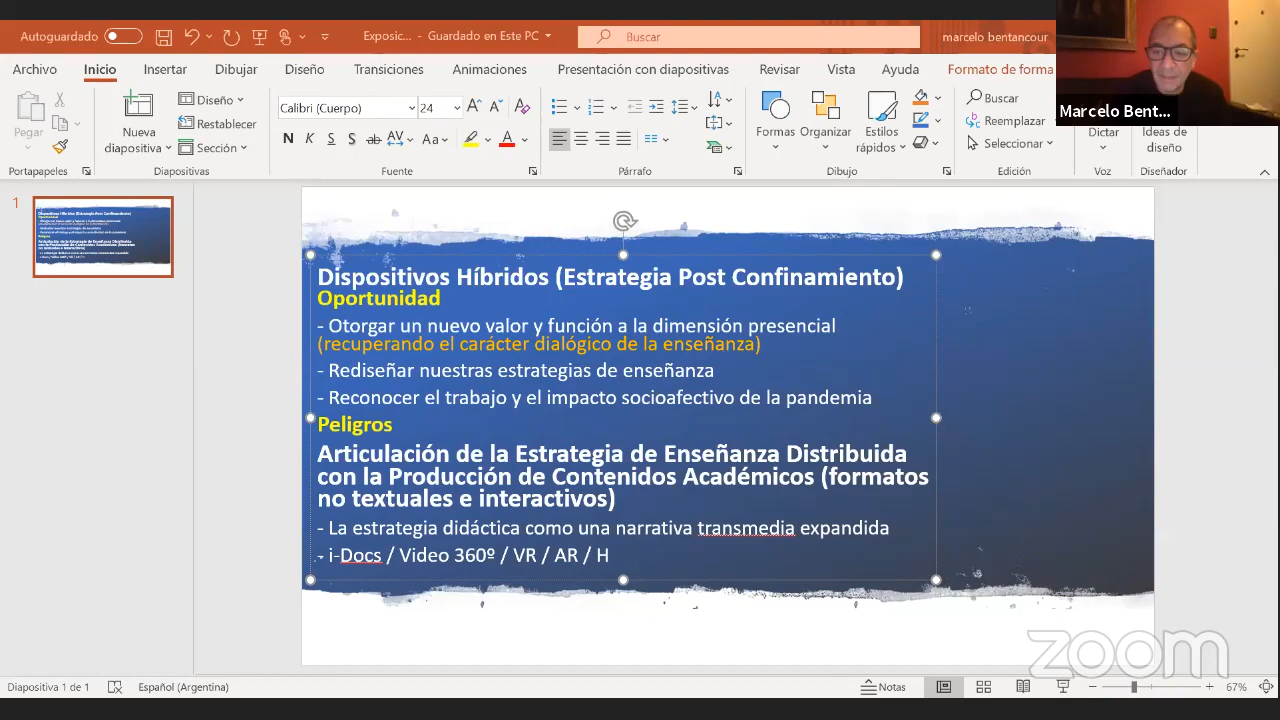 Autoguardado
Exposic... - Guardado en Este PC
Buscar
marcelo bentancour
Archivo Inicio Insertar Dibujar Diseño Transiciones Animaciones Presentación con diapositivas Revisar Vista Ayuda Formato de forma
Marcelo Bent...
Pegar
Nueva
diapositiva
Diseño
Restablecer
Sección
Calibri (Cuerpo) 24
N K S S ab AV Aa A
Formas
Organizar
Estilos
rápidos
Buscar
Reemplazar
Seleccionar
Dictar
Ideas de
diseño
Portapapeles Diapositivas Fuente Párrafo Dibujo Edición Voz Diseñador
1
Dispositivos Híbridos (Estrategia Post Confinamiento)
Oportunidad
- Otorgar un nuevo valor y función a la dimensión presencial
(recuperando el carácter dialógico de la enseñanza)
- Rediseñar nuestras estrategias de enseñanza
- Reconocer el trabajo y el impacto socioafectivo de la pandemia
Peligros
Articulación de la Estrategia de Enseñanza Distribuida
con la Producción de Contenidos Académicos (formatos
no textuales e interactivos)
- La estrategia didáctica como una narrativa transmedia expandida
- i-Docs / Video 360º / VR / AR / H
zoom
Diapositiva 1 de 1 Español (Argentina) Notas 67%